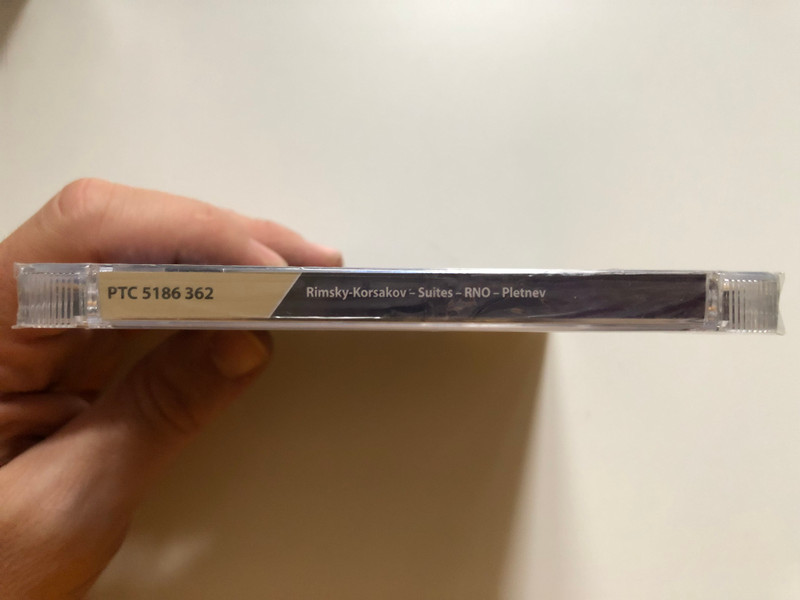 PTC 5186 362
Rimsky-Korsakov – Suites – RNO – Pletnev